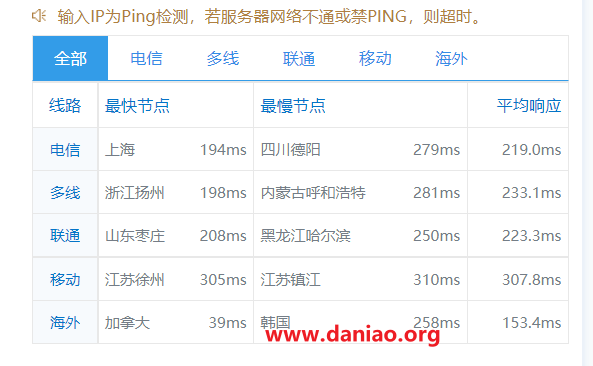 输入IP为Ping检测，若服务器网络不通或禁PING，则超时。
全部 电信 多线 联通 移动 海外
线路 最快节点 最慢节点 平均响应
电信 上海 194ms 四川德阳 279ms 219.0ms
多线 浙江扬州 198ms 内蒙古呼和浩特 281ms 233.1ms
联通 山东枣庄 208ms 黑龙江哈尔滨 250ms 223.3ms
移动 江苏徐州 305ms 江苏镇江 310ms 307.8ms
海外 加拿大 39ms 韩国 258ms 153.4ms
www.daniao.org